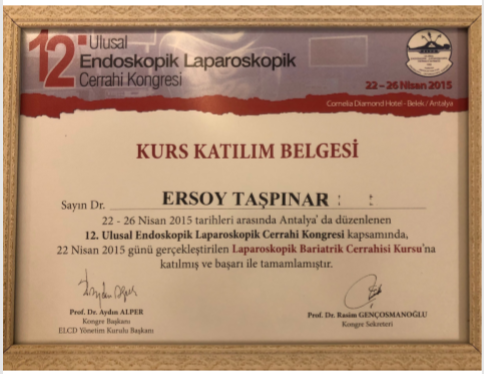 12. Ulusal
Endoskopik Laparoskopik
Cerrahi Kongresi
22 - 26 Nisan 2015
Cornelia Diamond Hotel - Belek / Antalya
KURS KATILIM BELGESİ
Sayın Dr. ERSOY TAŞPINAR
22 - 26 Nisan 2015 tarihleri arasında Antalya' da düzenlenen
12. Ulusal Endoskopik Laparoskopik Cerrahi Kongresi kapsamında,
22 Nisan 2015 günü gerçekleştirilen Laparoskopik Bariatrik Cerrahisi Kursu'na
katılmış ve başarı ile tamamlamıştır.
Prof. Dr. Aydın ALPER
Kongre Başkanı
ELCD Yönetim Kurulu Başkanı
Prof. Dr. Rasim GENÇOSMANOĞLU
Kongre Sekreteri